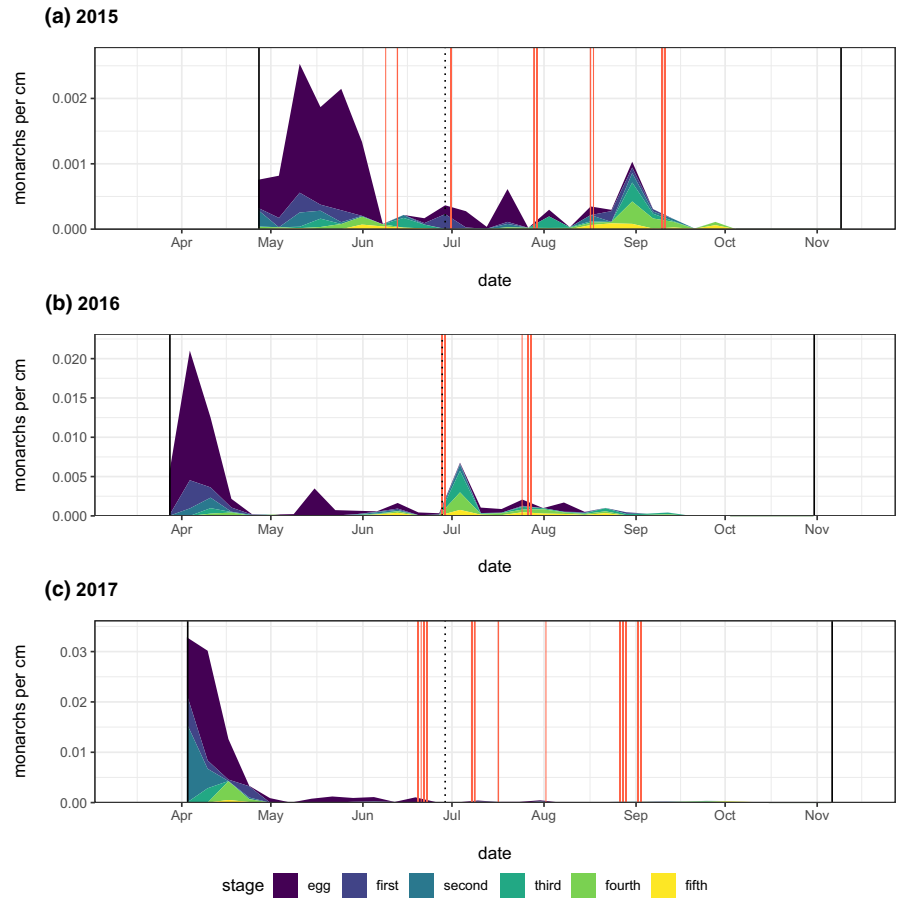 (a) 2015
monarchs per cm
0.002
0.001
0.000
Apr May Jun Jul Aug Sep Oct Nov
date
(b) 2016
monarchs per cm
0.020
0.015
0.010
0.005
0.000
Apr May Jun Jul Aug Sep Oct Nov
date
(c) 2017
monarchs per cm
0.03
0.02
0.01
0.00
Apr May Jun Jul Aug Sep Oct Nov
date
stage egg first second third fourth fifth